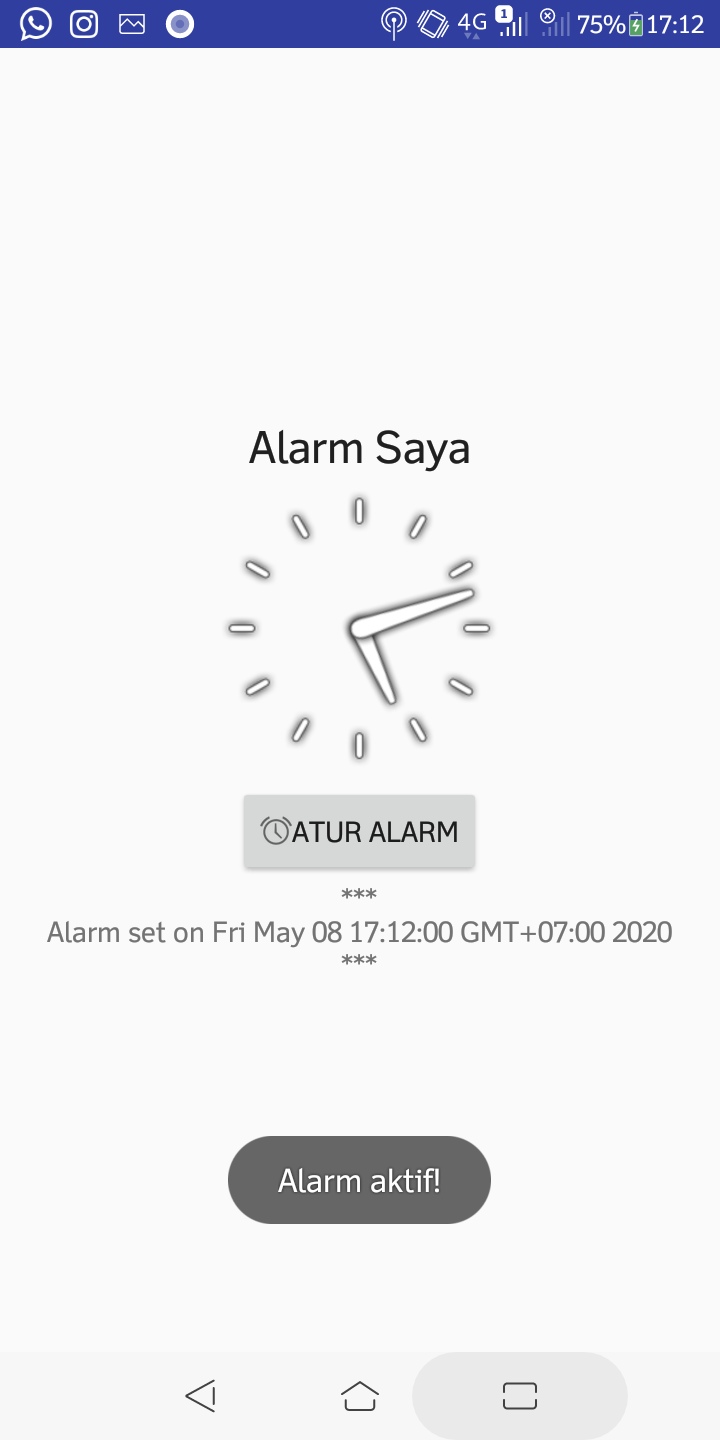 4G 1 75% 17:12
Alarm Saya
ATUR ALARM
***
Alarm set on Fri May 08 17:12:00 GMT+07:00 2020
***
Alarm aktif!